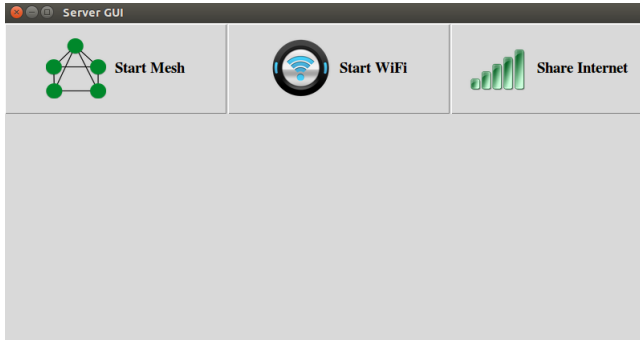 Server GUI
Start Mesh
Start WiFi
Share Internet